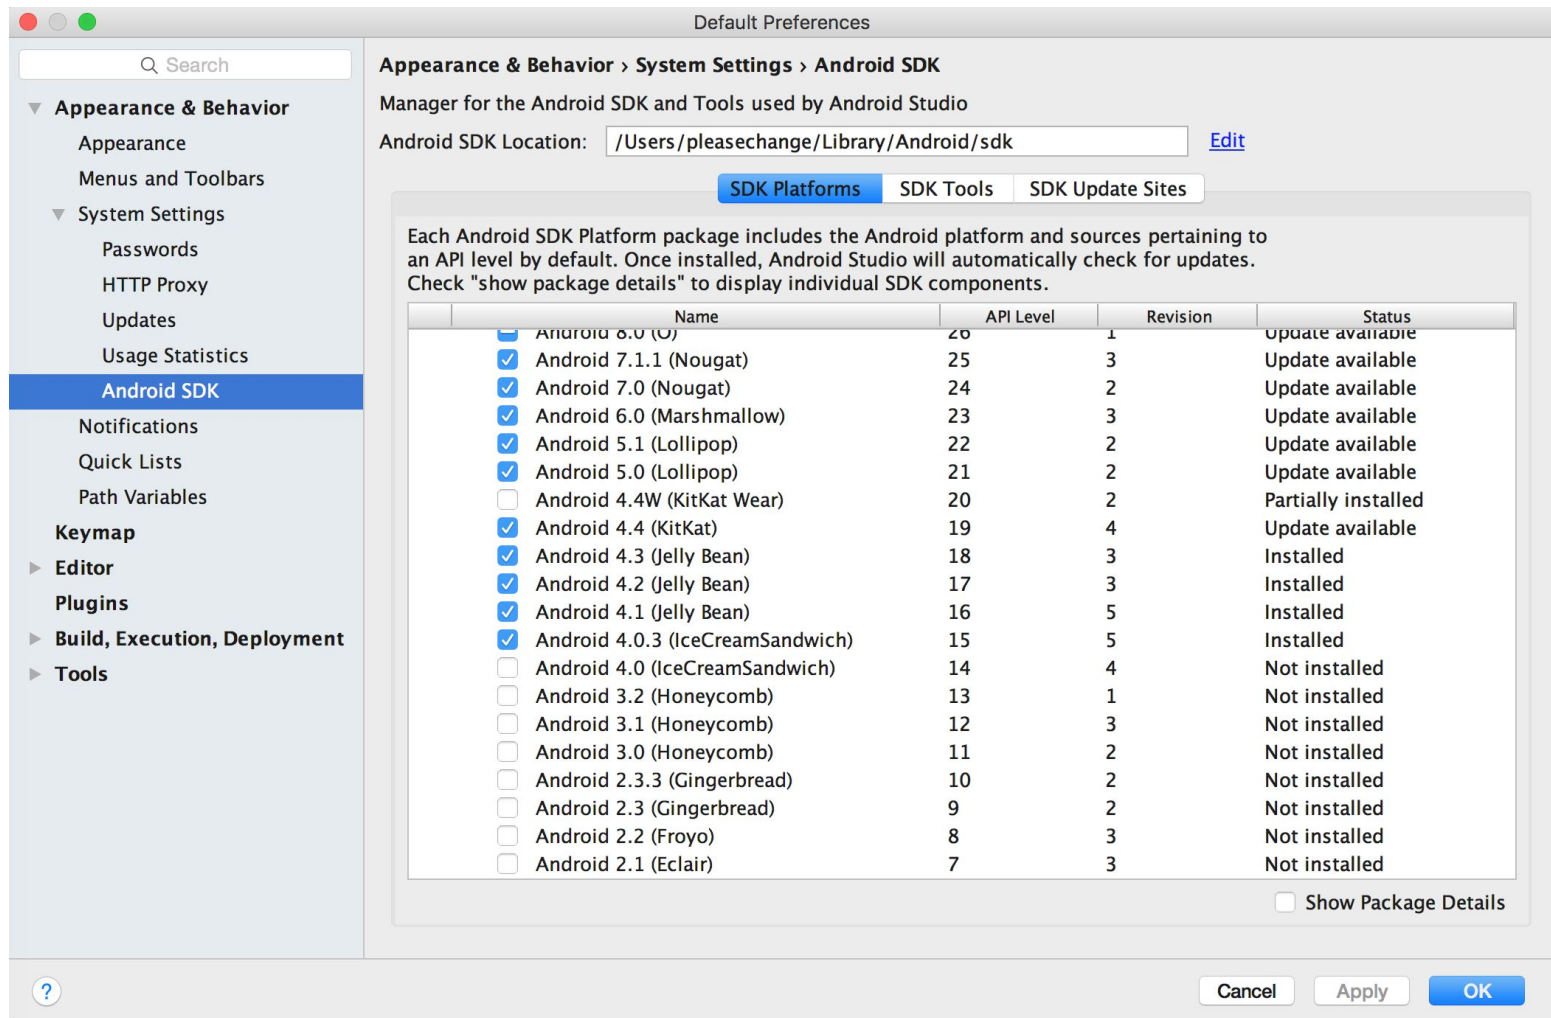 Default Preferences
Search
Appearance & Behavior
Appearance
Menus and Toolbars
System Settings
Passwords
HTTP Proxy
Updates
Usage Statistics
Android SDK
Notifications
Quick Lists
Path Variables
Keymap
Editor
Plugins
Build, Execution, Deployment
Tools
Appearance & Behavior › System Settings › Android SDK
Manager for the Android SDK and Tools used by Android Studio
Android SDK Location: /Users/pleasechange/Library/Android/sdk Edit
SDK Platforms SDK Tools SDK Update Sites
Each Android SDK Platform package includes the Android platform and sources pertaining to
an API level by default. Once installed, Android Studio will automatically check for updates.
Check "show package details" to display individual SDK components.
Name API Level Revision Status
Android 8.0 (O) 26 1 Update available
Android 7.1.1 (Nougat) 25 3 Update available
Android 7.0 (Nougat) 24 2 Update available
Android 6.0 (Marshmallow) 23 3 Update available
Android 5.1 (Lollipop) 22 2 Update available
Android 5.0 (Lollipop) 21 2 Update available
Android 4.4W (KitKat Wear) 20 2 Partially installed
Android 4.4 (KitKat) 19 4 Update available
Android 4.3 (Jelly Bean) 18 3 Installed
Android 4.2 (Jelly Bean) 17 3 Installed
Android 4.1 (Jelly Bean) 16 5 Installed
Android 4.0.3 (IceCreamSandwich) 15 5 Installed
Android 4.0 (IceCreamSandwich) 14 4 Not installed
Android 3.2 (Honeycomb) 13 1 Not installed
Android 3.1 (Honeycomb) 12 3 Not installed
Android 3.0 (Honeycomb) 11 2 Not installed
Android 2.3.3 (Gingerbread) 10 2 Not installed
Android 2.3 (Gingerbread) 9 2 Not installed
Android 2.2 (Froyo) 8 3 Not installed
Android 2.1 (Eclair) 7 3 Not installed
Show Package Details
? Cancel Apply OK